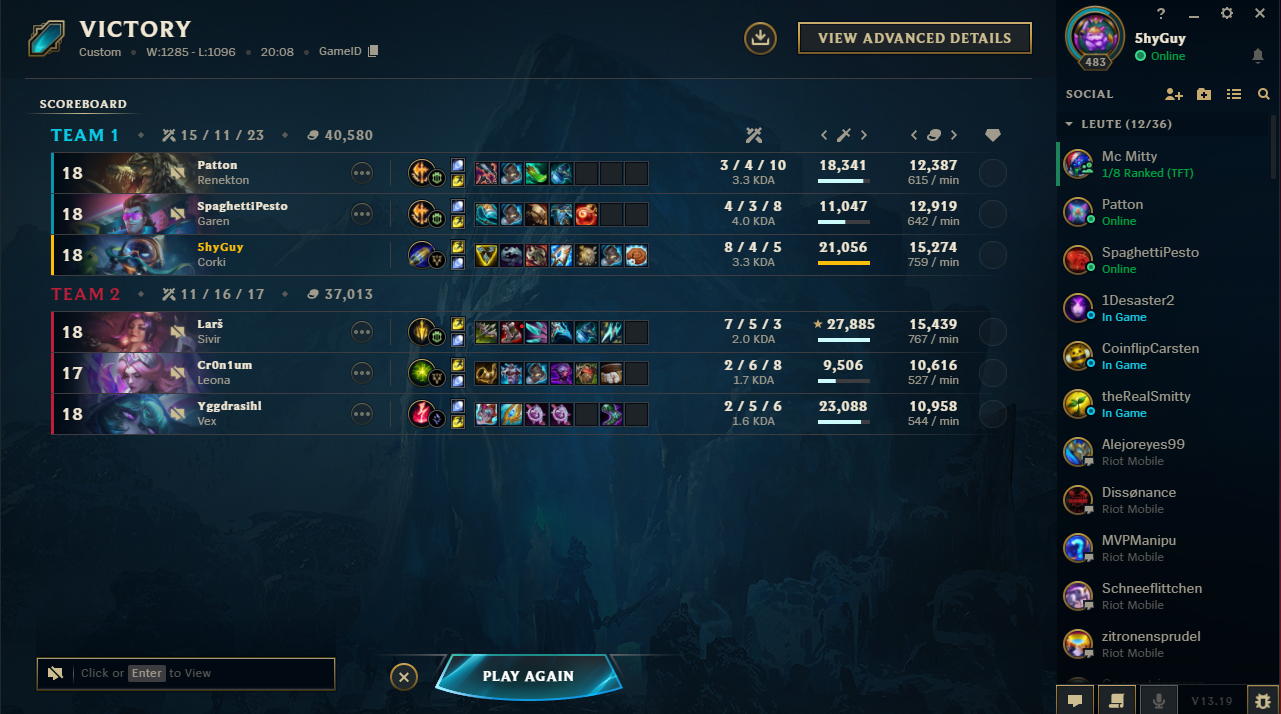 VICTORY
Custom • W:1285 - L:1096 • 20:08 • GameID
VIEW ADVANCED DETAILS
SCOREBOARD
TEAM 1 • 15 / 11 / 23 • 40,580
18 Patton 3 / 4 / 10 18,341 12,387
Renekton 3.3 KDA 615 / min
18 SpaghettiPesto 4 / 3 / 8 11,047 12,919
Garen 4.0 KDA 642 / min
18 5hyGuy 8 / 4 / 5 21,056 15,274
Corki 3.3 KDA 759 / min
TEAM 2 • 11 / 16 / 17 • 37,013
18 Larš 7 / 5 / 3 27,885 15,439
Sivir 2.0 KDA 767 / min
17 Cr0n1um 2 / 6 / 8 9,506 10,616
Leona 1.7 KDA 527 / min
18 Yggdrasihl 2 / 5 / 6 23,088 10,958
Vex 1.6 KDA 544 / min
Click or Enter to View
PLAY AGAIN
?
483
5hyGuy
Online
SOCIAL
LEUTE (12/36)
Mc Mitty
1/8 Ranked (TFT)
Patton
Online
SpaghettiPesto
Online
1Desaster2
In Game
CoinflipCarsten
In Game
theRealSmitty
In Game
Alejoreyes99
Riot Mobile
Dissønance
Riot Mobile
MVPManipu
Riot Mobile
Schneeflittchen
Riot Mobile
zitronensprudel
Riot Mobile
V13.19